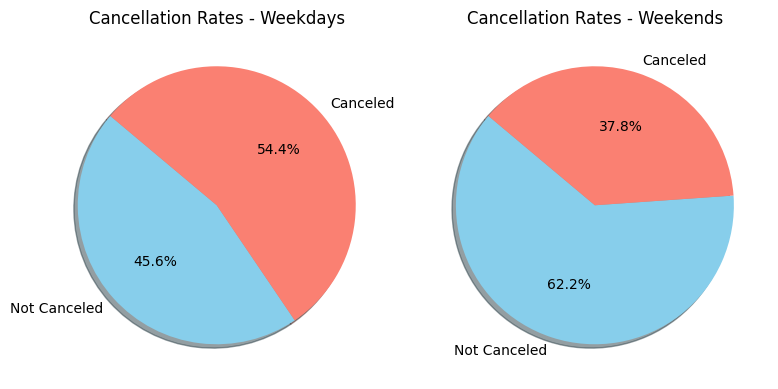 Cancellation Rates - Weekdays
Canceled
54.4%
45.6%
Not Canceled
Cancellation Rates - Weekends
Canceled
37.8%
62.2%
Not Canceled